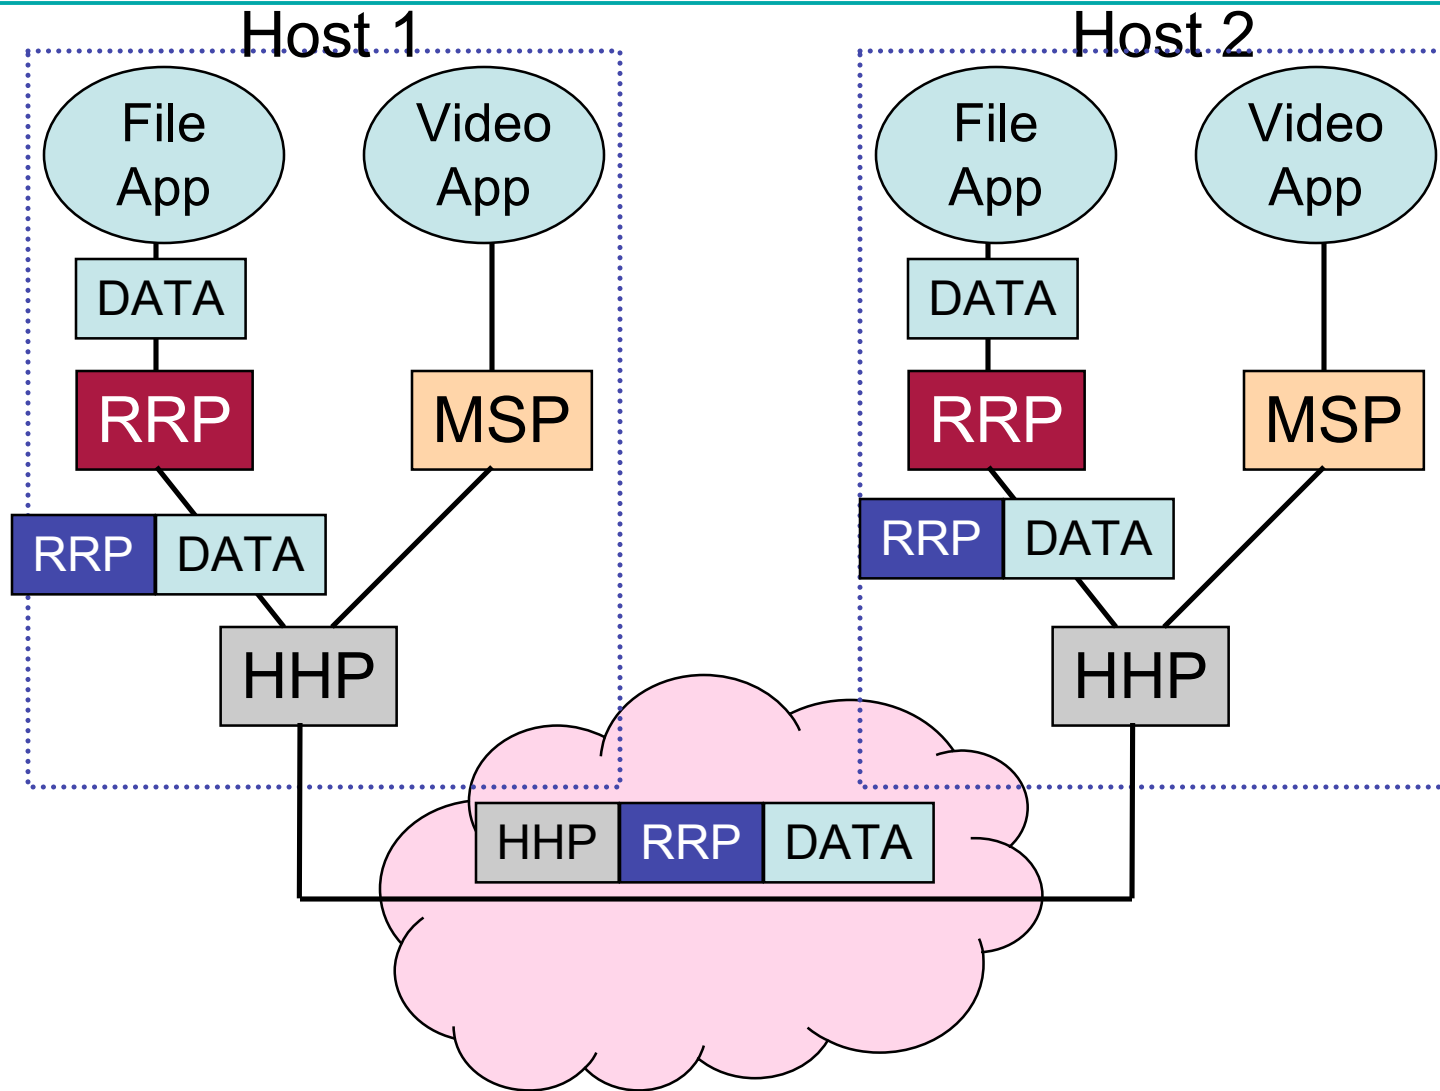 Host 1
Host 2
File
App
Video
App
File
App
Video
App
DATA
DATA
RRP
MSP
RRP
MSP
RRP DATA
RRP DATA
HHP
HHP
HHP RRP DATA